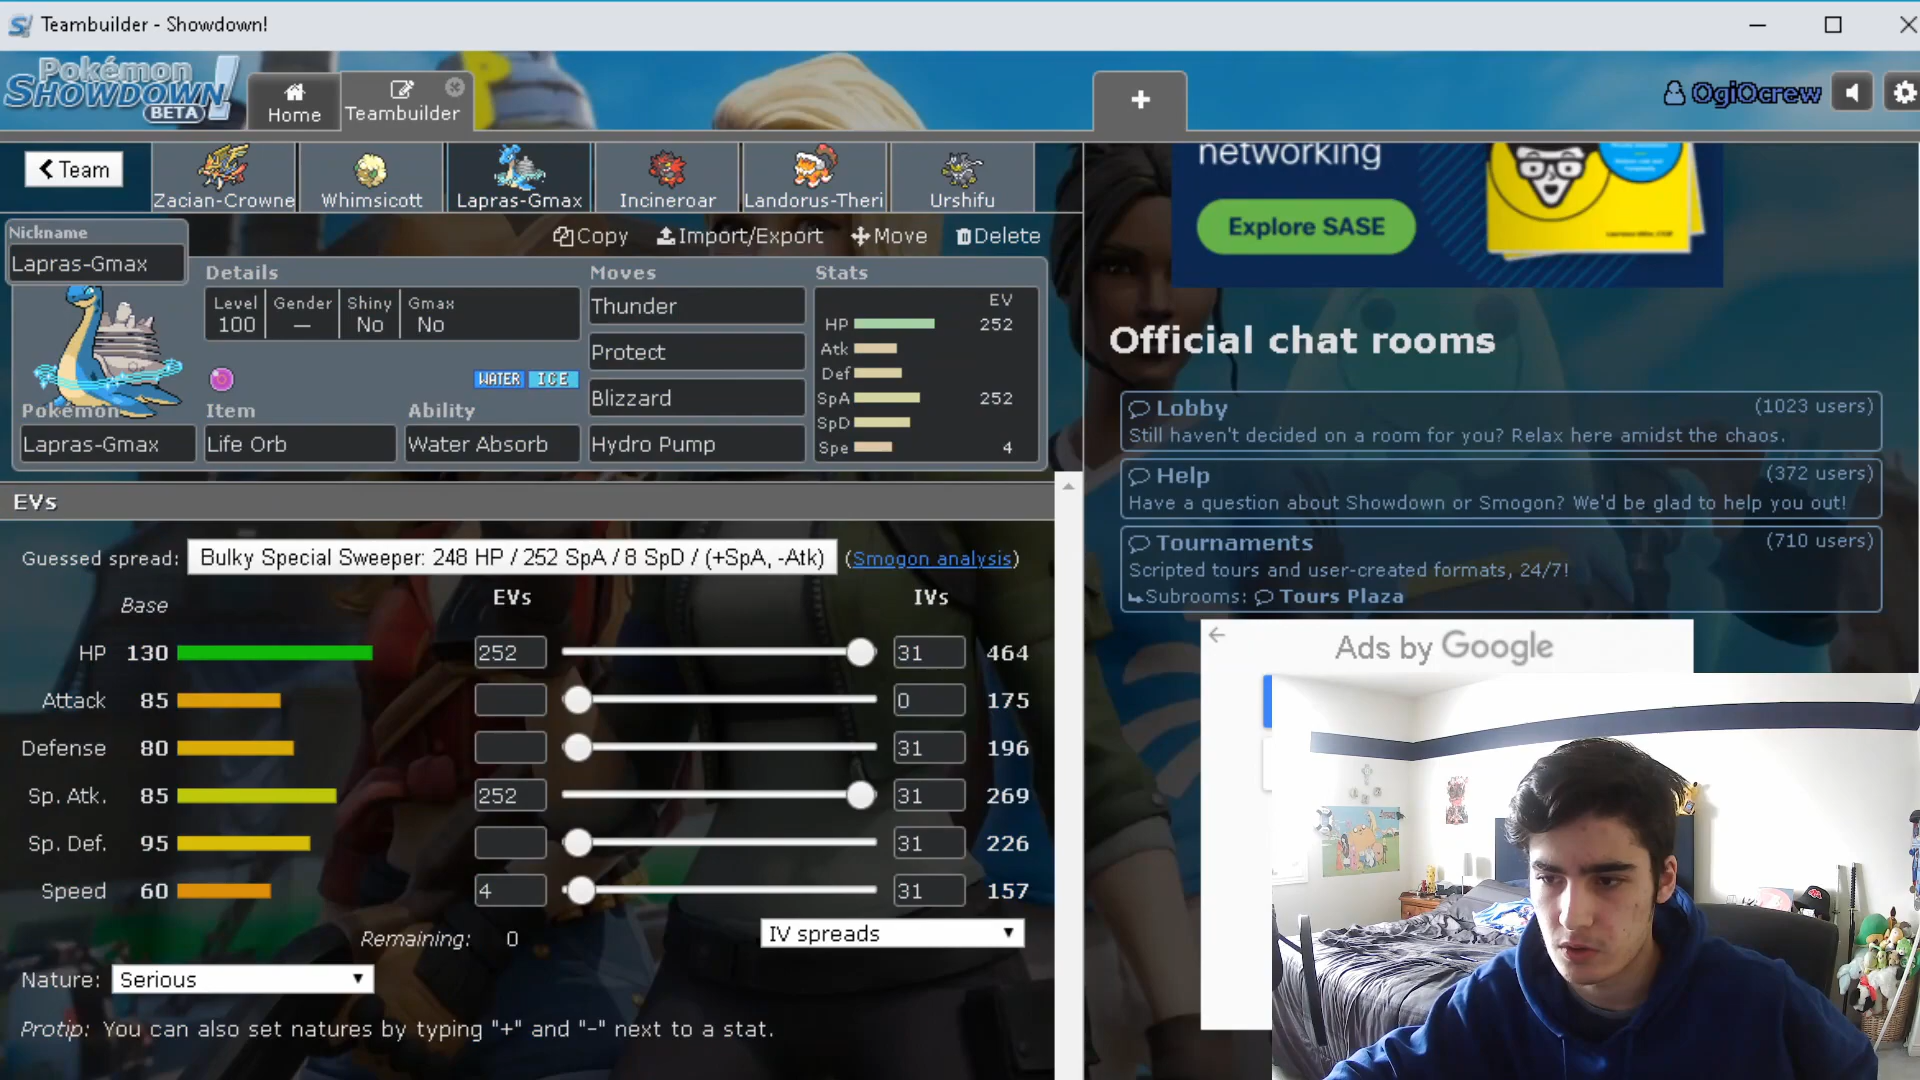 Teambuilder - Showdown!
Pokémon
SHOWDOWN!
BETA
Home
Teambuilder
+
OgiOcrew
Team
Zacian-Crowne
Whimsicott
Lapras-Gmax
Incineroar
Landorus-Theri
Urshifu
networking
Explore SASE
Copy
Import/Export
Move
Delete
Nickname
Lapras-Gmax
Details
Moves
Stats
Level
100
Gender
—
Shiny
No
Gmax
No
WATER ICE
Pokémon
Lapras-Gmax
Item
Life Orb
Ability
Water Absorb
Thunder
Protect
Blizzard
Hydro Pump
EV
HP 252
Atk
Def
SpA 252
SpD
Spe 4
Official chat rooms
Lobby (1023 users)
Still haven't decided on a room for you? Relax here amidst the chaos.
Help (372 users)
Have a question about Showdown or Smogon? We'd be glad to help you out!
Tournaments (710 users)
Scripted tours and user-created formats, 24/7!
Subrooms: Tours Plaza
Ads by Google
EVs
Guessed spread: Bulky Special Sweeper: 248 HP / 252 SpA / 8 SpD / (+SpA, -Atk) (Smogon analysis)
Base EVs IVs
HP 130 252 31 464
Attack 85 0 175
Defense 80 31 196
Sp. Atk. 85 252 31 269
Sp. Def. 95 31 226
Speed 60 4 31 157
Remaining: 0
IV spreads
Nature: Serious
Protip: You can also set natures by typing "+" and "-" next to a stat.